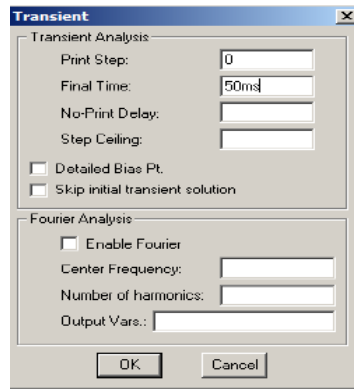 Transient
Transient Analysis
Print Step: 0
Final Time: 50ms
No-Print Delay:
Step Ceiling:
Detailed Bias Pt.
Skip initial transient solution
Fourier Analysis
Enable Fourier
Center Frequency:
Number of harmonics:
Output Vars.:
OK Cancel